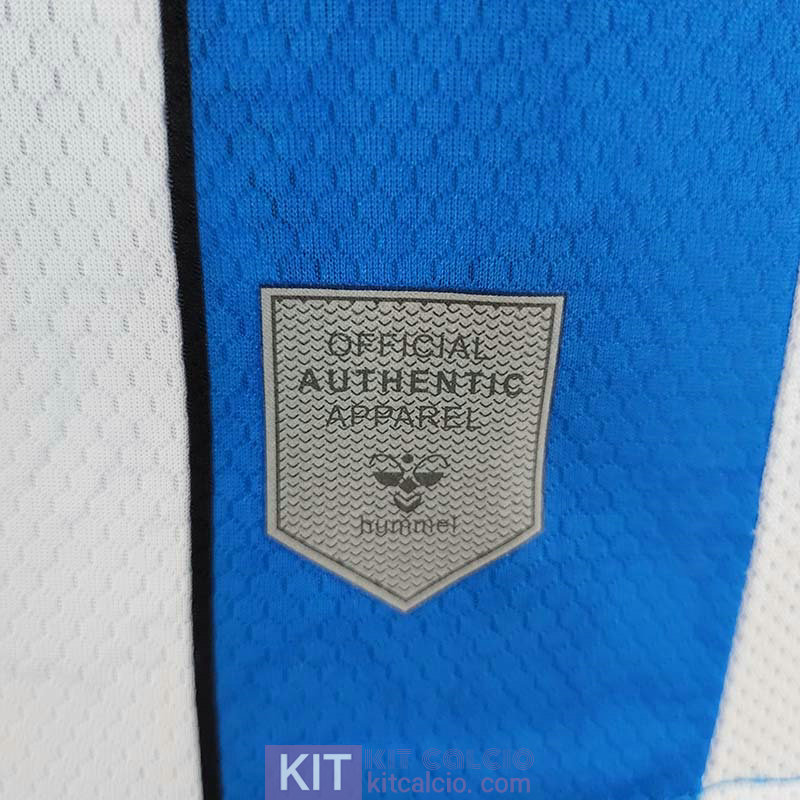 OFFICIAL
AUTHENTIC
APPAREL
hummel
KIT KIT CALCIO
kitcalcio.com